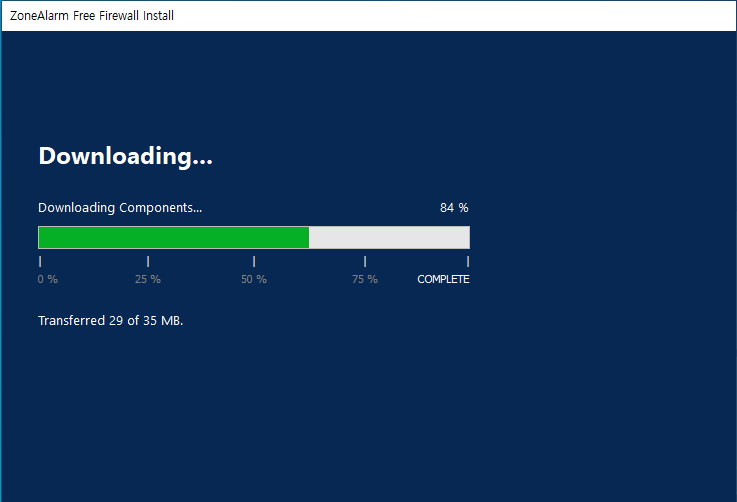 ZoneAlarm Free Firewall Install
Downloading...
Downloading Components... 84 %
0 % 25 % 50 % 75 % COMPLETE
Transferred 29 of 35 MB.